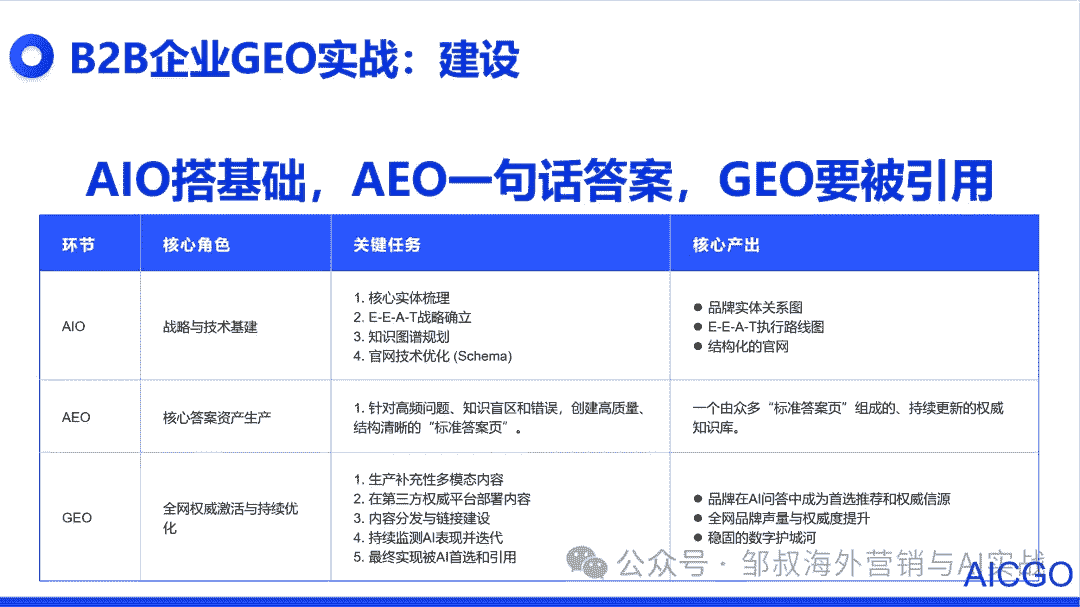 B2B企业GEO实战：建设
AIO搭基础，AEO一句话答案，GEO要被引用
环节
核心角色
关键任务
核心产出
AIO
战略与技术基建
1. 核心实体梳理
2. E-E-A-T战略确立
3. 知识图谱规划
4. 官网技术优化 (Schema)
● 品牌实体关系图
● E-E-A-T执行路线图
● 结构化的官网
AEO
核心答案资产生产
1. 针对高频问题、知识盲区和错误，创建高质量、
结构清晰的“标准答案页”。
一个由众多“标准答案页”组成的、持续更新的权威
知识库。
GEO
全网权威激活与持续优
化
1. 生产补充性多模态内容
2. 在第三方权威平台部署内容
3. 内容分发与链接建设
4. 持续监测AI表现并迭代
5. 最终实现被AI首选和引用
● 品牌在AI问答中成为首选推荐和权威信源
● 全网品牌声量与权威度提升
● 稳固的数字护城河
公众号 · 邹叔海外营销与AI实战
AICGO